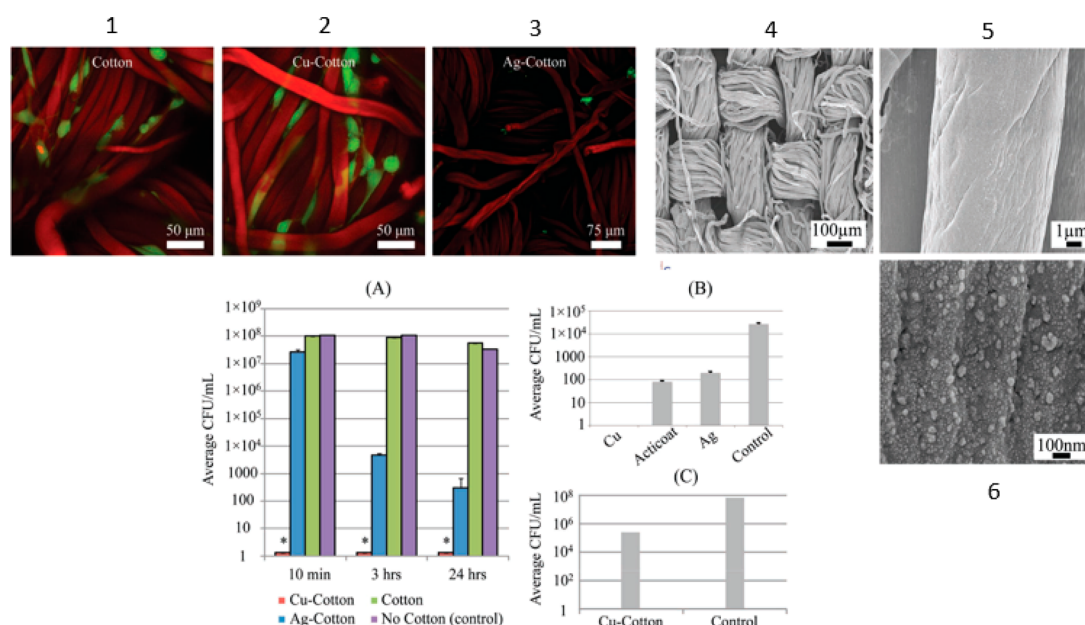 1 2 3 4 5
Cotton Cu-Cotton Ag-Cotton
50 µm 50 µm 75 µm 100µm 1µm
(A)
Average CFU/mL
1×10⁹
1×10⁸
1×10⁷
1×10⁶
1×10⁵
1×10⁴
1000
100
10
1
* * *
10 min 3 hrs 24 hrs
Cu-Cotton Cotton
Ag-Cotton No Cotton (control)
(B)
Average CFU/mL
1×10⁵
1×10⁴
1000
100
10
1
Cu Acticoat Ag Control
(C)
Average CFU/mL
10⁸
10⁶
10⁴
10²
1
Cu-Cotton Control
100nm
6